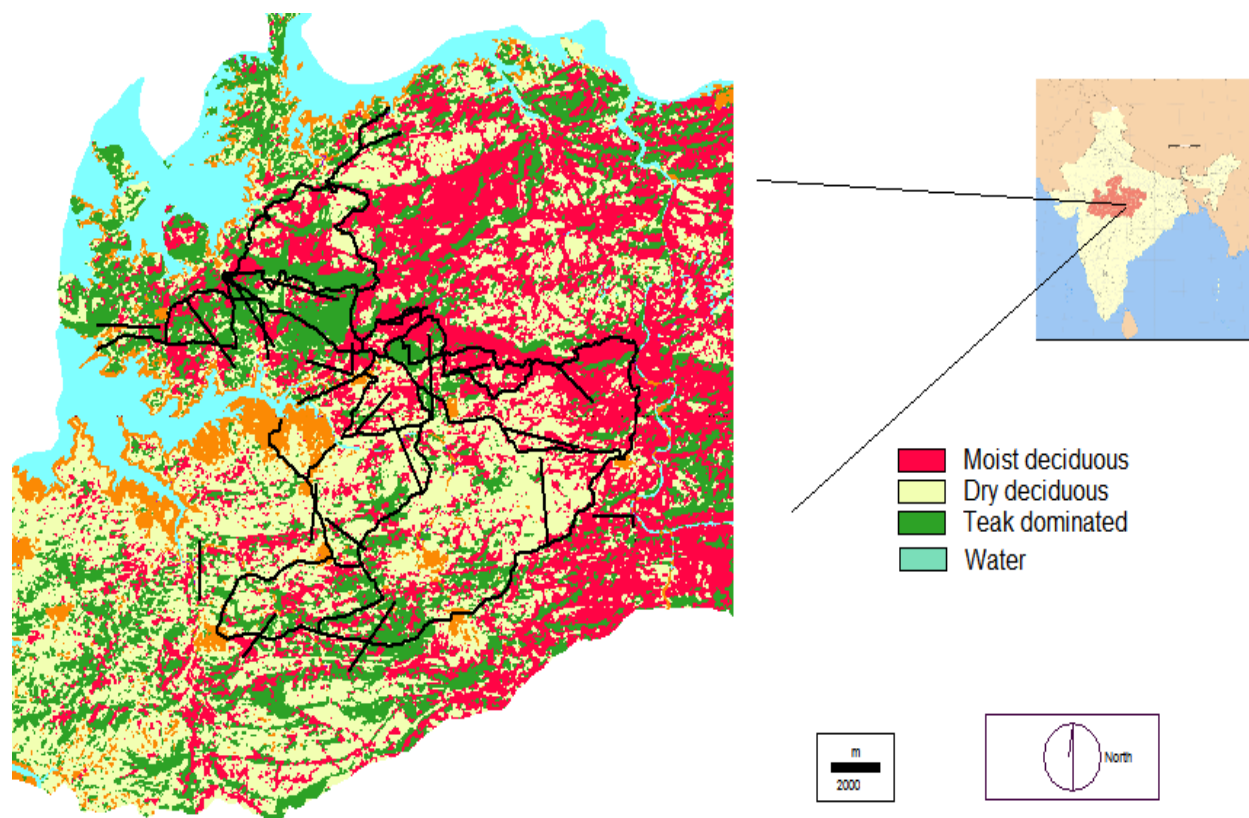 Moist deciduous
Dry deciduous
Teak dominated
Water
m
2000
North